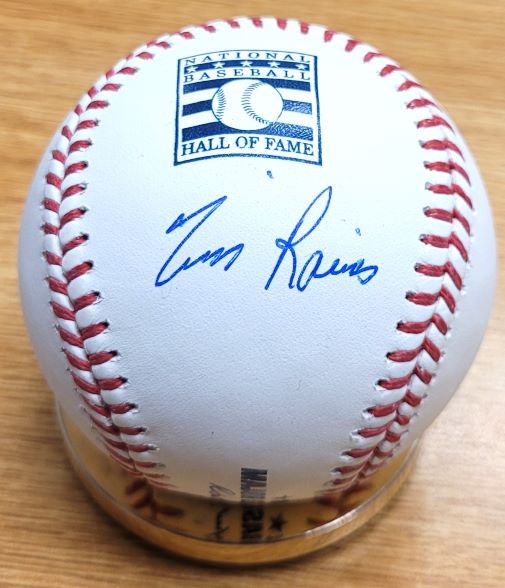 NATIONAL
BASEBALL
HALL OF FAME
Tim Raines